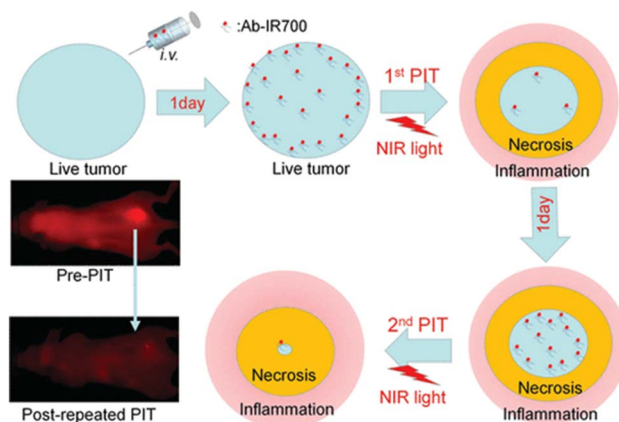 :Ab-IR700
i.v.
1day
Live tumor
Live tumor
1st PIT
NIR light
Necrosis
Inflammation
1day
Pre-PIT
2nd PIT
NIR light
Necrosis
Inflammation
Necrosis
Inflammation
Post-repeated PIT